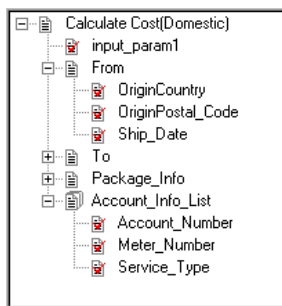 Calculate Cost(Domestic)
input_param1
From
OriginCountry
OriginPostal_Code
Ship_Date
To
Package_Info
Account_Info_List
Account_Number
Meter_Number
Service_Type